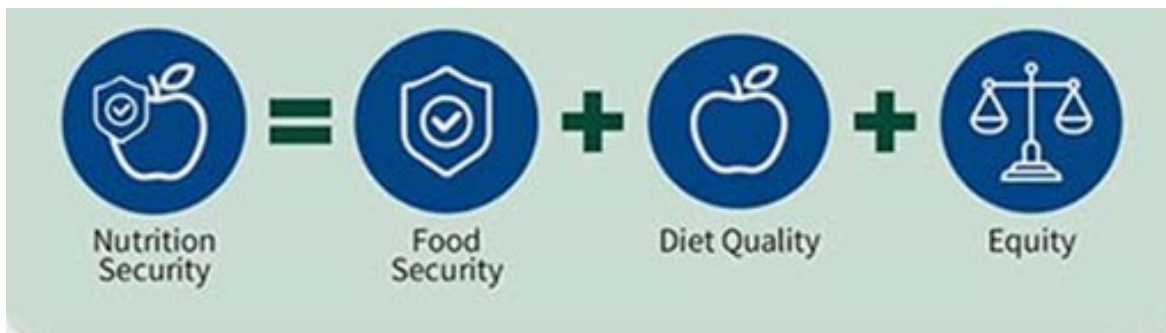 Nutrition
Security
=
Food
Security
+
Diet Quality
+
Equity